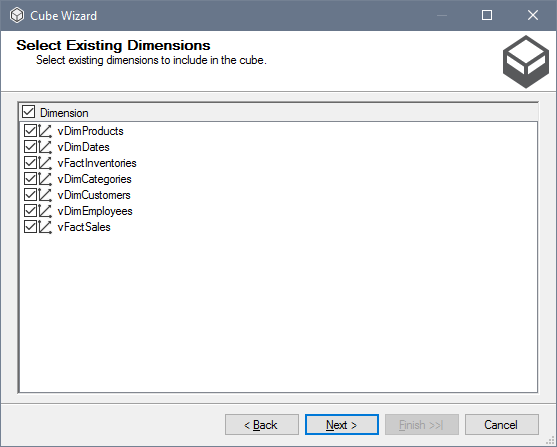 Cube Wizard
Select Existing Dimensions
Select existing dimensions to include in the cube.
Dimension
vDimProducts
vDimDates
vFactInventories
vDimCategories
vDimCustomers
vDimEmployees
vFactSales
< Back Next > Finish >>| Cancel